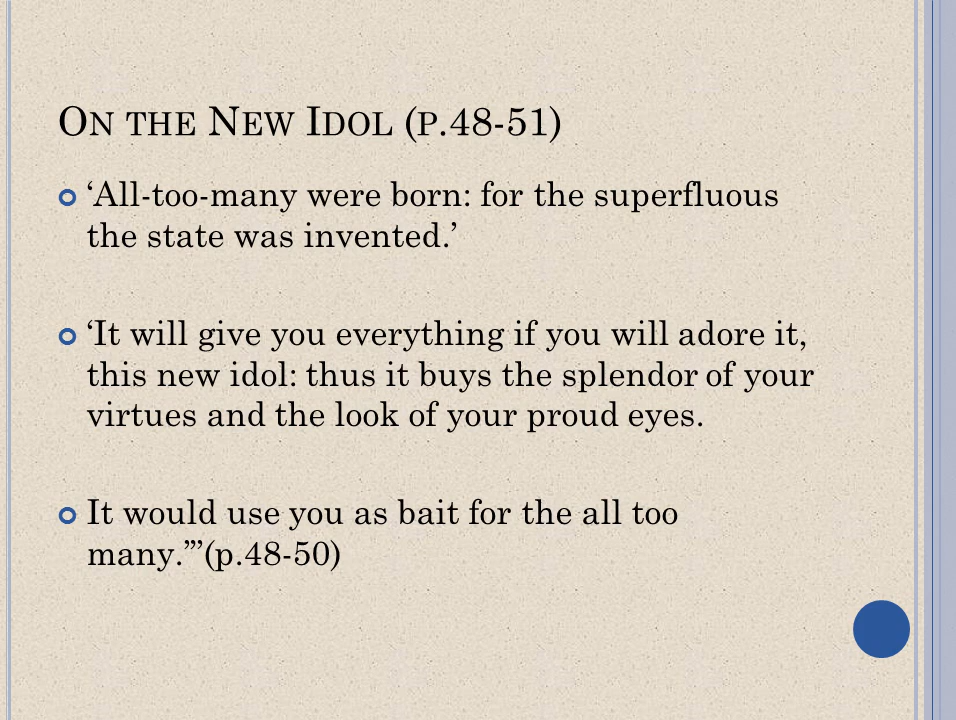 ON THE NEW IDOL (P.48-51)
‘All-too-many were born: for the superfluous
the state was invented.’
‘It will give you everything if you will adore it,
this new idol: thus it buys the splendor of your
virtues and the look of your proud eyes.
It would use you as bait for the all too
many.’”(p.48-50)